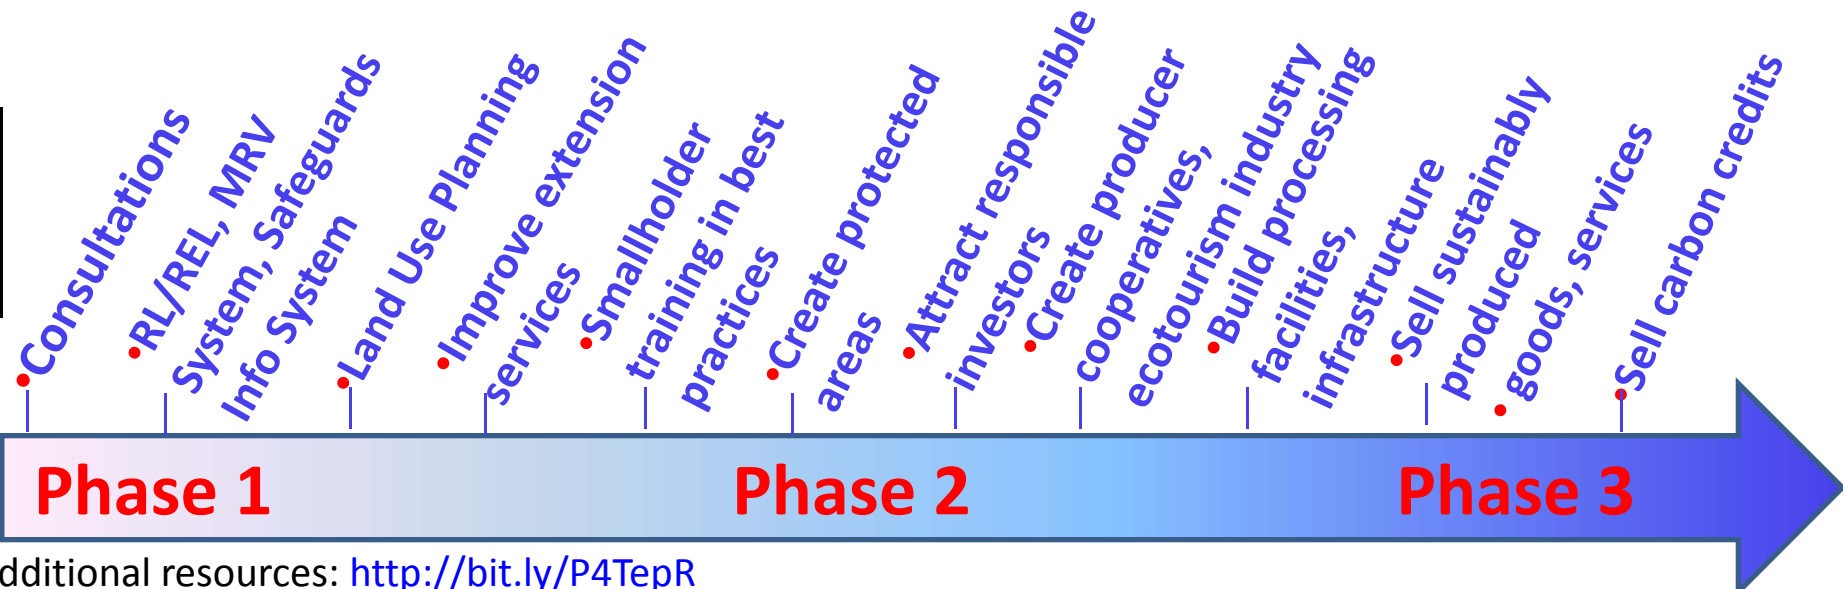 •Consultations
•RL/REL, MRV
System, Safeguards
Info System
•Land Use Planning
•Improve extension
services
•Smallholder
training in best
practices
•Create protected
areas
•Attract responsible
investors
•Create producer
cooperatives,
ecotourism industry
•Build processing
facilities,
infrastructure
•Sell sustainably
produced
•goods, services
•Sell carbon credits
Phase 1
Phase 2
Phase 3
dditional resources: http://bit.ly/P4TepR